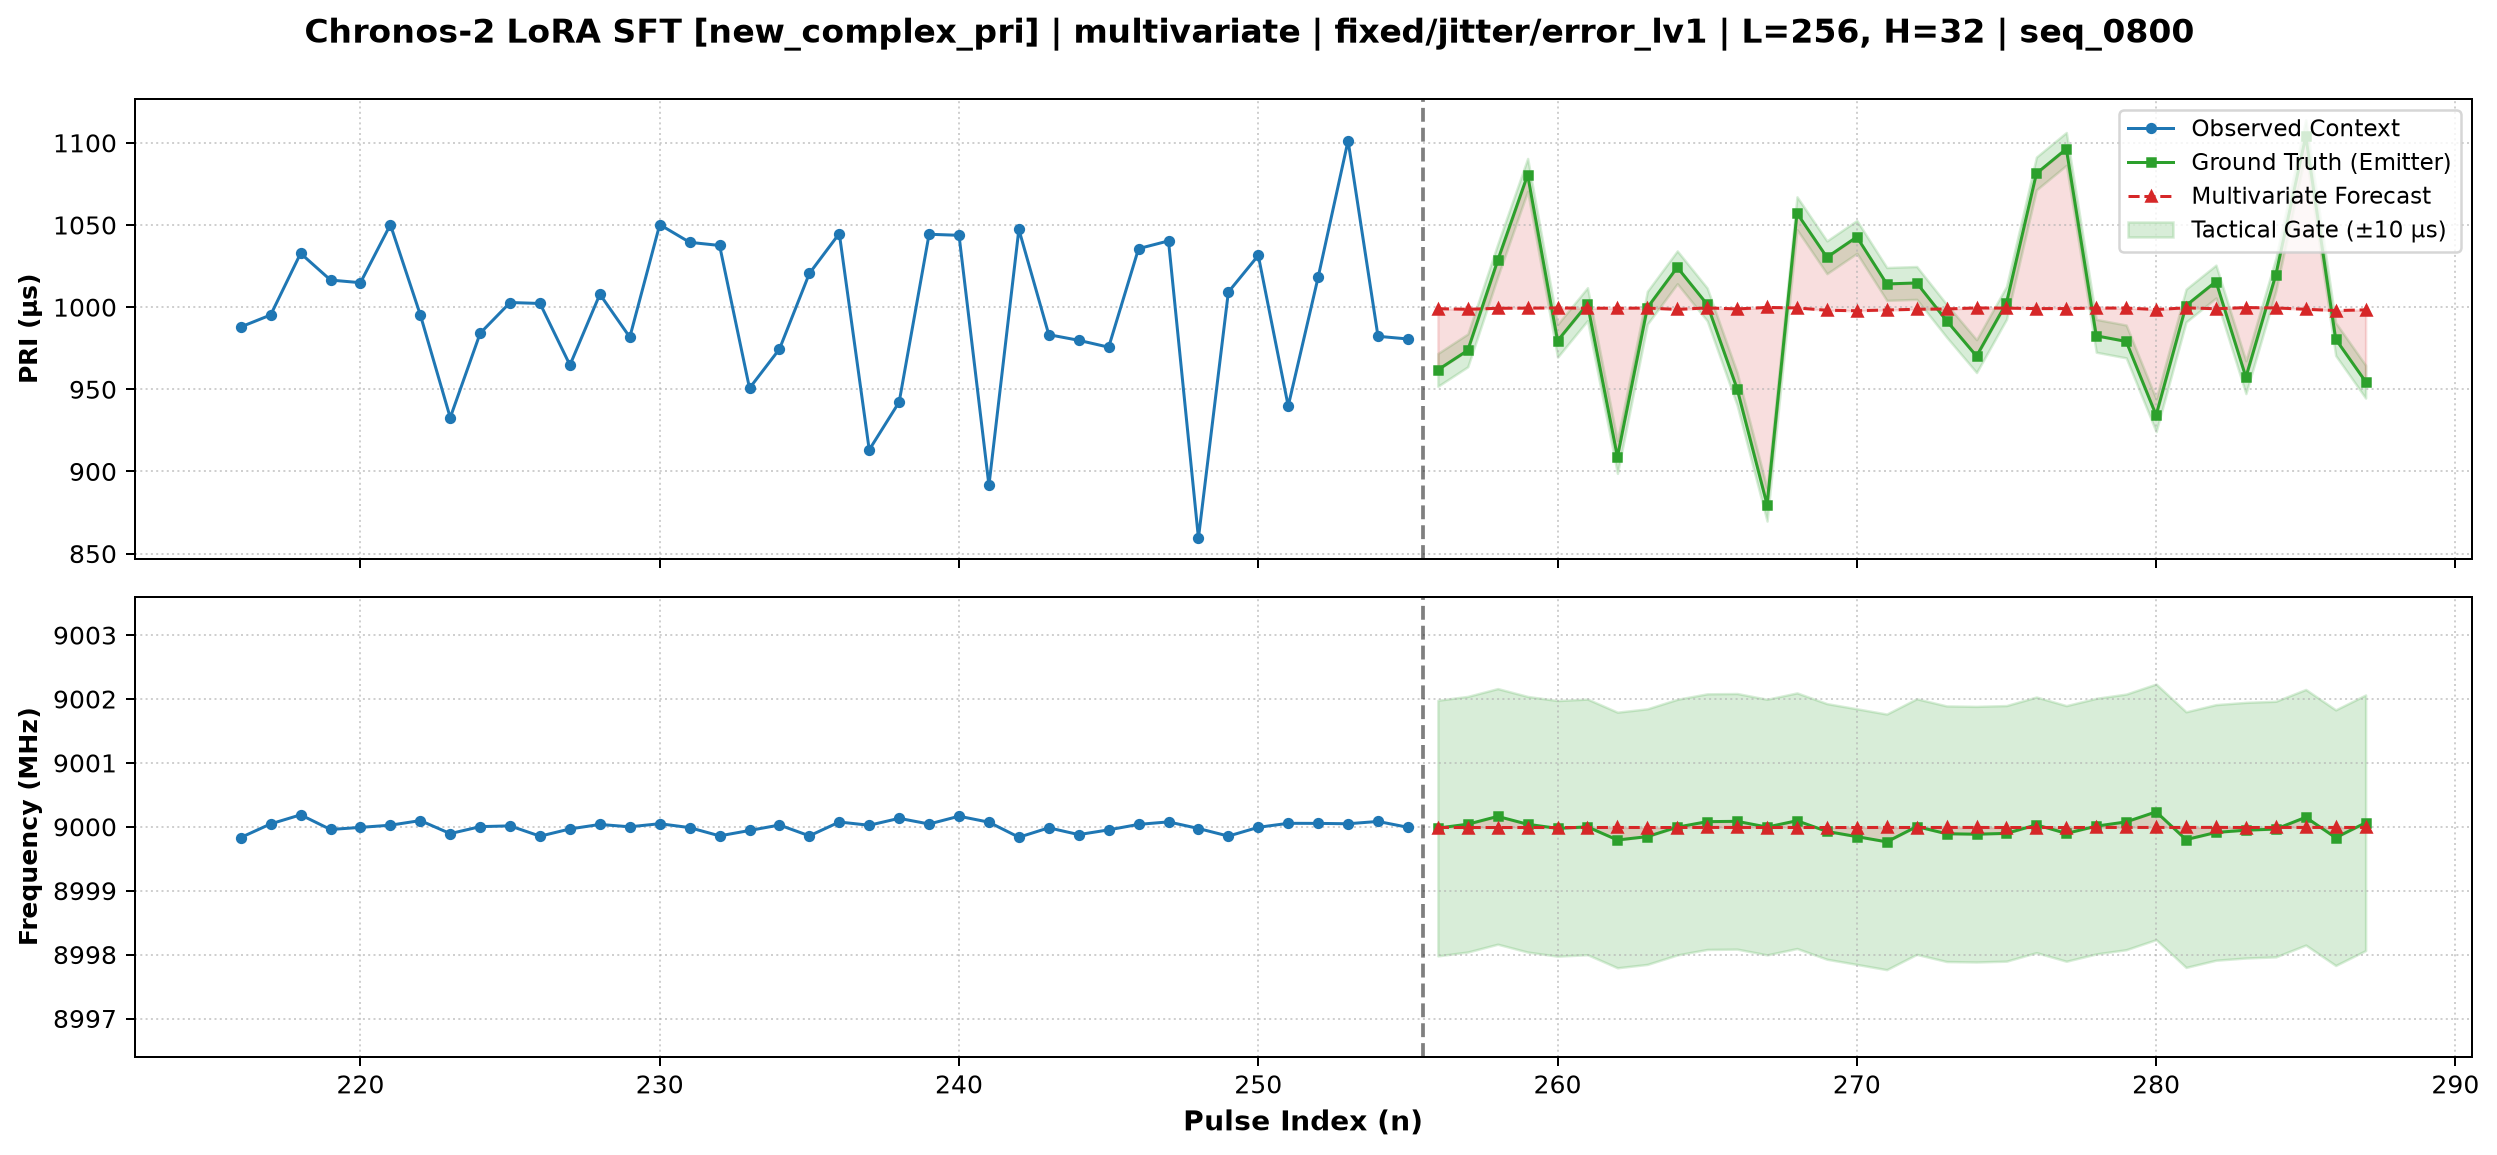 Chronos-2 LoRA SFT [new_complex_pri] | multivariate | fixed/jitter/error_lv1 | L=256, H=32 | seq_0800
PRI (µs)
1100
1050
1000
950
900
850
Observed Context
Ground Truth (Emitter)
Multivariate Forecast
Tactical Gate (±10 µs)
Frequency (MHz)
9003
9002
9001
9000
8999
8998
8997
220 230 240 250 260 270 280 290
Pulse Index (n)